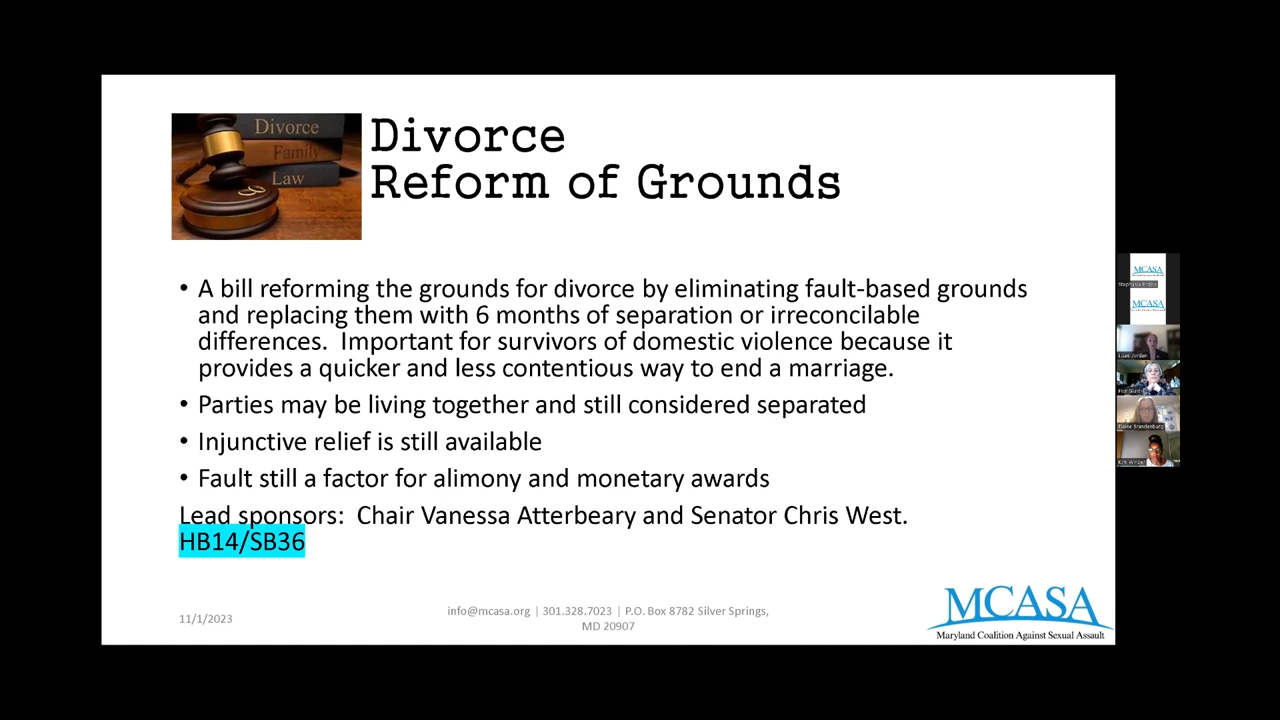 Divorce
Family
Law
Divorce
Reform of Grounds
• A bill reforming the grounds for divorce by eliminating fault-based grounds
and replacing them with 6 months of separation or irreconcilable
differences.  Important for survivors of domestic violence because it
provides a quicker and less contentious way to end a marriage.
• Parties may be living together and still considered separated
• Injunctive relief is still available
• Fault still a factor for alimony and monetary awards
Lead sponsors:  Chair Vanessa Atterbeary and Senator Chris West.
HB14/SB36
11/1/2023
info@mcasa.org | 301.328.7023 | P.O. Box 8782 Silver Springs,
MD 20907
MCASA
Maryland Coalition Against Sexual Assault
MCASA
MCASA
Lisae Jordan
Elaine Brandenburg